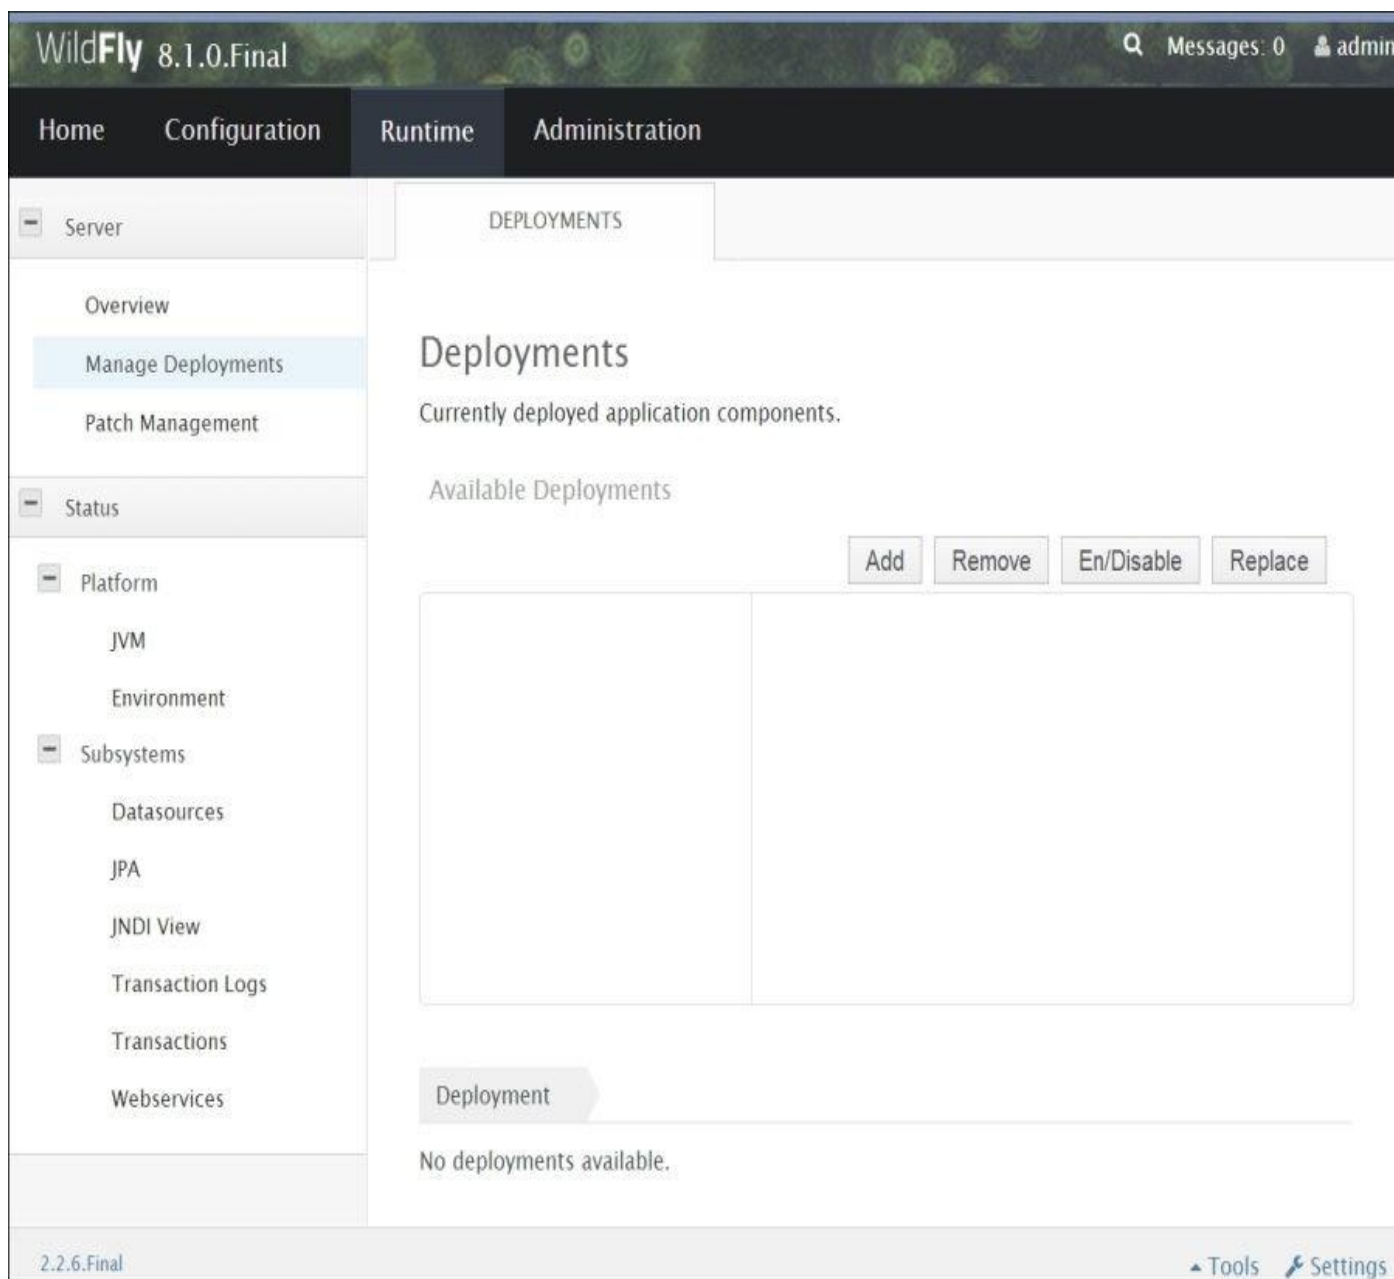 WildFly 8.1.0.Final
Messages: 0 admin
Home Configuration Runtime Administration
Server
Overview
Manage Deployments
Patch Management
Status
Platform
JVM
Environment
Subsystems
Datasources
JPA
JNDI View
Transaction Logs
Transactions
Webservices
DEPLOYMENTS
Deployments
Currently deployed application components.
Available Deployments
Add Remove En/Disable Replace
Deployment
No deployments available.
2.2.6.Final
Tools Settings